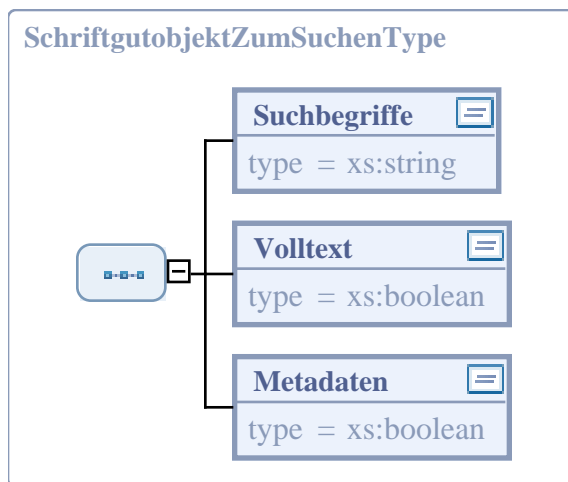 SchriftgutobjektZumSuchenType
Suchbegriffe
type = xs:string
Volltext
type = xs:boolean
Metadaten
type = xs:boolean